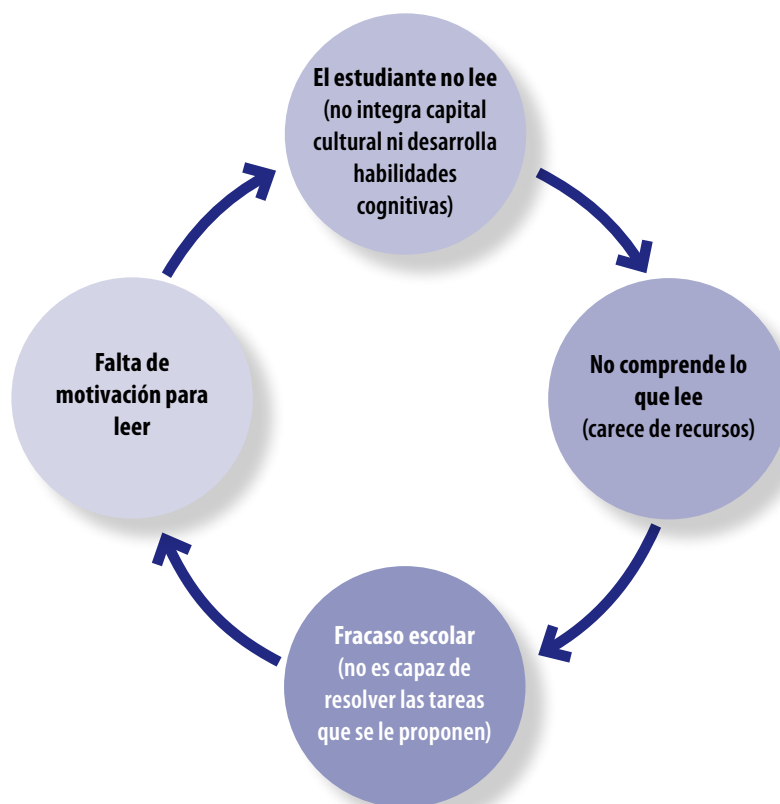 El estudiante no lee
(no integra capital
cultural ni desarrolla
habilidades
cognitivas)
No comprende lo
que lee
(carece de recursos)
Fracaso escolar
(no es capaz de
resolver las tareas
que se le proponen)
Falta de
motivación para
leer